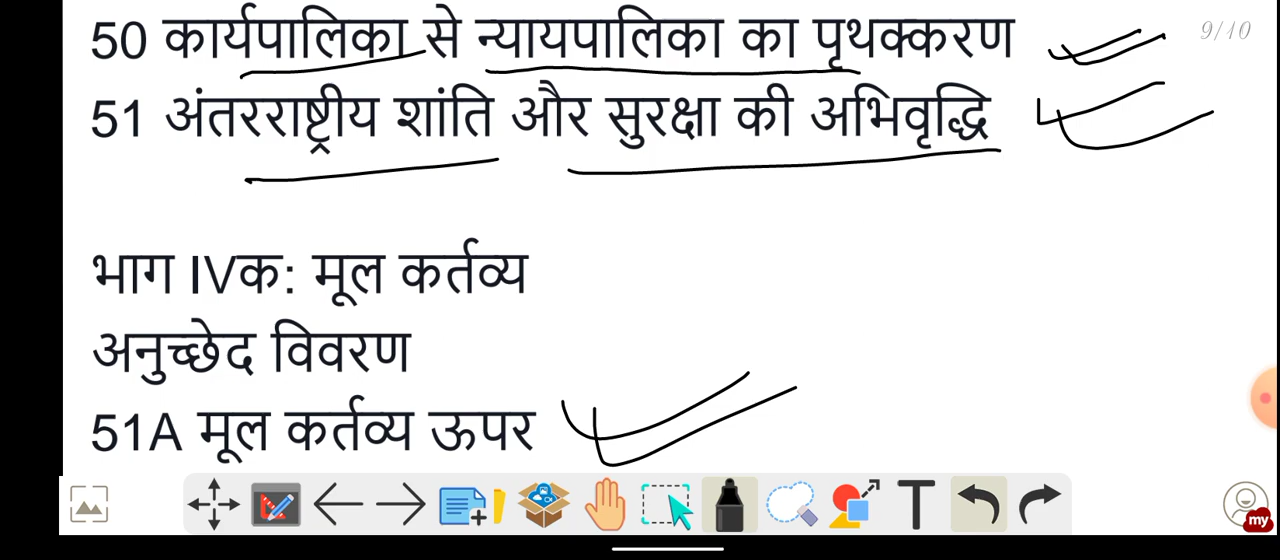 9/10
50 कार्यपालिका से न्यायपालिका का पृथक्करण
51 अंतरराष्ट्रीय शांति और सुरक्षा की अभिवृद्धि
भाग IVक: मूल कर्तव्य
अनुच्छेद विवरण
51A मूल कर्तव्य ऊपर
T
my